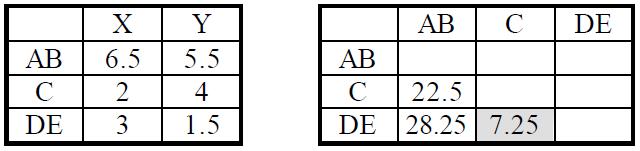 X Y
AB 6.5 5.5
C 2 4
DE 3 1.5
AB C DE
AB
C 22.5
DE 28.25 7.25